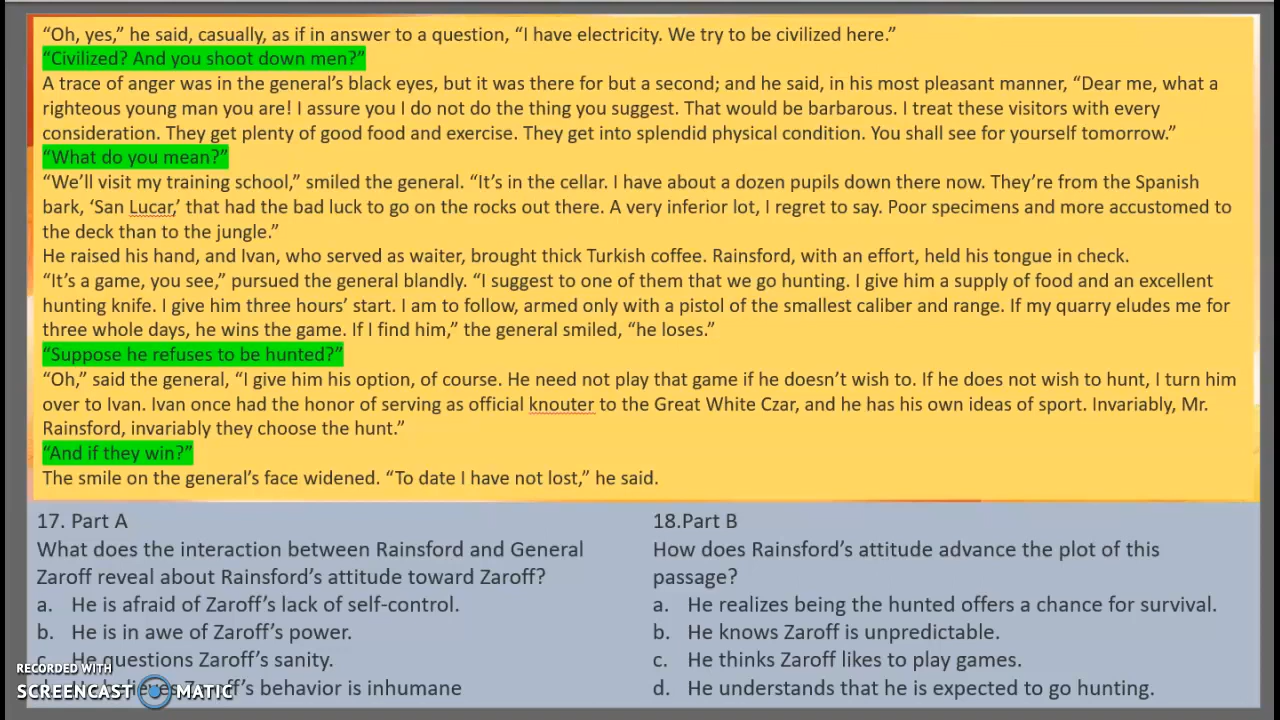 “Oh, yes,” he said, casually, as if in answer to a question, “I have electricity. We try to be civilized here.”
“Civilized? And you shoot down men?”
A trace of anger was in the general’s black eyes, but it was there for but a second; and he said, in his most pleasant manner, “Dear me, what a
righteous young man you are! I assure you I do not do the thing you suggest. That would be barbarous. I treat these visitors with every
consideration. They get plenty of good food and exercise. They get into splendid physical condition. You shall see for yourself tomorrow.”
“What do you mean?”
“We’ll visit my training school,” smiled the general. “It’s in the cellar. I have about a dozen pupils down there now. They’re from the Spanish
bark, ‘San Lucar,’ that had the bad luck to go on the rocks out there. A very inferior lot, I regret to say. Poor specimens and more accustomed to
the deck than to the jungle.”
He raised his hand, and Ivan, who served as waiter, brought thick Turkish coffee. Rainsford, with an effort, held his tongue in check.
“It’s a game, you see,” pursued the general blandly. “I suggest to one of them that we go hunting. I give him a supply of food and an excellent
hunting knife. I give him three hours’ start. I am to follow, armed only with a pistol of the smallest caliber and range. If my quarry eludes me for
three whole days, he wins the game. If I find him,” the general smiled, “he loses.”
“Suppose he refuses to be hunted?”
“Oh,” said the general, “I give him his option, of course. He need not play that game if he doesn’t wish to. If he does not wish to hunt, I turn him
over to Ivan. Ivan once had the honor of serving as official knouter to the Great White Czar, and he has his own ideas of sport. Invariably, Mr.
Rainsford, invariably they choose the hunt.”
“And if they win?”
The smile on the general’s face widened. “To date I have not lost,” he said.
17. Part A
What does the interaction between Rainsford and General
Zaroff reveal about Rainsford’s attitude toward Zaroff?
a. He is afraid of Zaroff’s lack of self-control.
b. He is in awe of Zaroff’s power.
c. He questions Zaroff’s sanity.
Zaroff’s behavior is inhumane
18.Part B
How does Rainsford’s attitude advance the plot of this
passage?
a. He realizes being the hunted offers a chance for survival.
b. He knows Zaroff is unpredictable.
c. He thinks Zaroff likes to play games.
d. He understands that he is expected to go hunting.
RECORDED WITH
SCREENCAST MATIC